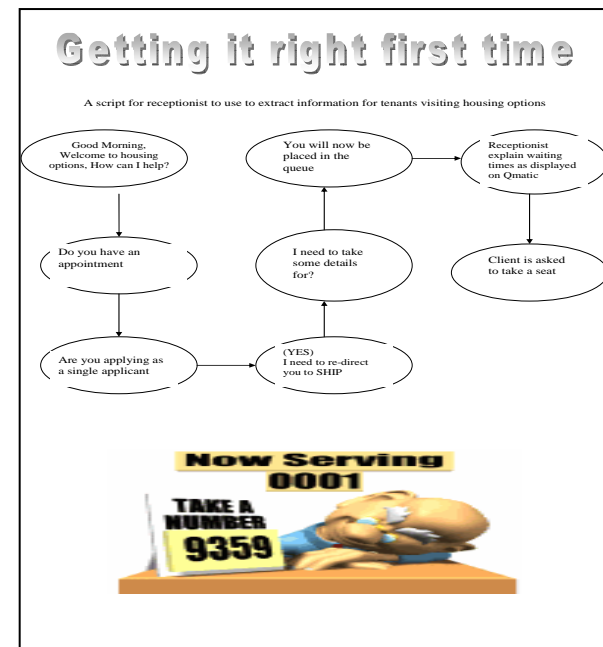 Getting it right first time
A script for receptionist to use to extract information for tenants visiting housing options
Good Morning,
Welcome to housing
options, How can I help?
Do you have an
appointment
Are you applying as
a single applicant
(YES)
I need to re-direct
you to SHIP
I need to take
some details
for?
You will now be
placed in the
queue
Receptionist
explain waiting
times as displayed
on Qmatic
Client is asked
to take a seat
Now Serving
0001
TAKE A
NUMBER
9359